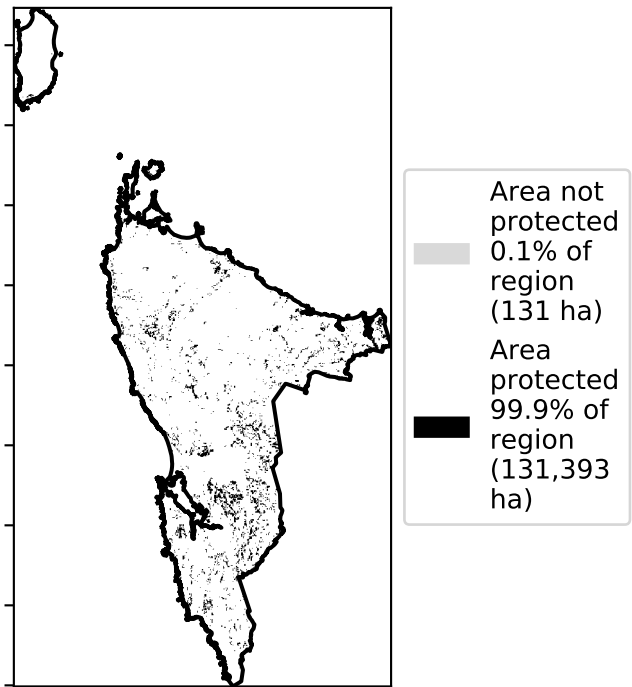 Area not
protected
0.1% of
region
(131 ha)
Area
protected
99.9% of
region
(131,393
ha)